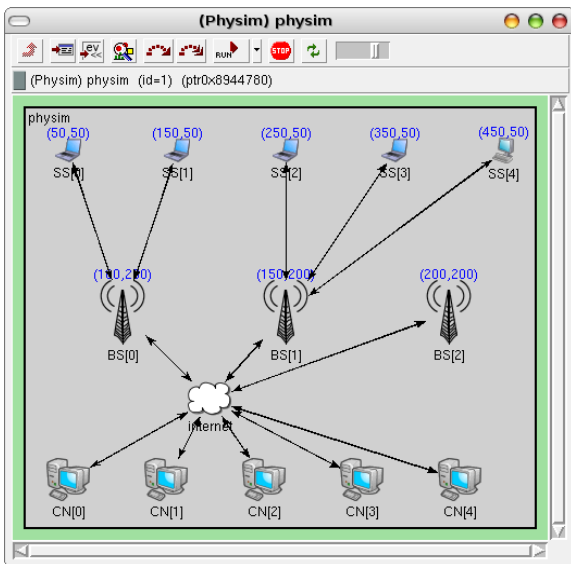 (Physim) physim
EV
<<
RUN
STOP
(Physim) physim (id=1) (ptr0x8944780)
physim
(50,50) (150,50) (250,50) (350,50) (450,50)
SS[0] SS[1] SS[2] SS[3] SS[4]
(100,200) (150,200) (200,200)
BS[0] BS[1] BS[2]
internet
CN[0] CN[1] CN[2] CN[3] CN[4]